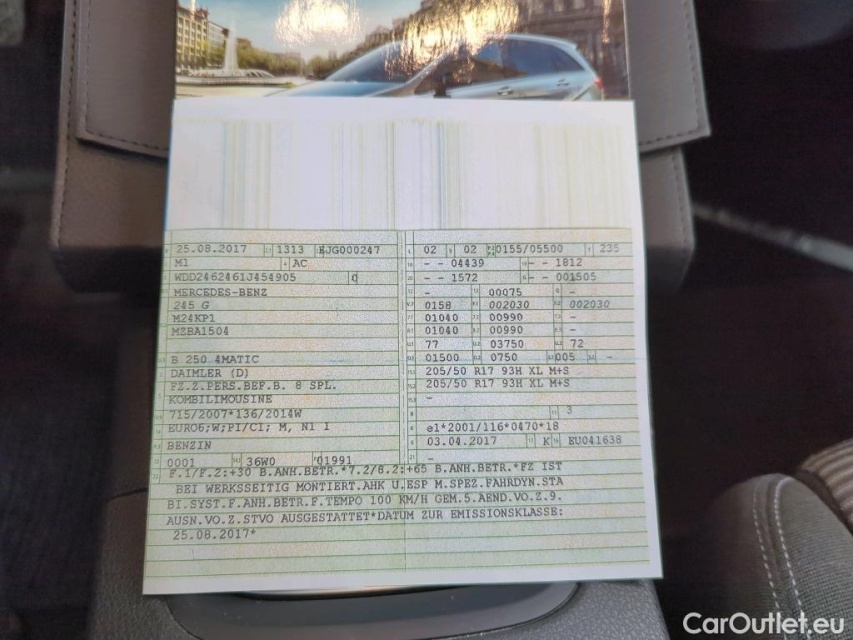 25.08.2017 1313 EJG000247
M1 AC
WDD2462461J454905 0
MERCEDES-BENZ
245 G
M24KP1
MZBA1504
B 250 4MATIC
DAIMLER (D)
FZ.Z.PERS.BEF.B. 8 SPL.
KOMBILIMOUSINE
715/2007*136/2014W
EURO6;W;PI/CI; M, N1 I
BENZIN
0001 36W0 01991
02 02 0155/05500 235
- - 04439 - - 1812
- - 1572 - - 001505
- 00075 -
0158 002030 002030
01040 00990 -
01040 00990 -
77 03750 72
01500 0750 005 -
205/50 R17 93H XL M+S
205/50 R17 93H XL M+S
-
3
e1*2001/116*0470*18
03.04.2017 K EU041638
-
F.1/F.2:+30 B.ANH.BETR.*7.2/8.2:+65 B.ANH.BETR.*FZ IST
BEI WERKSSEITIG MONTIERT.AHK U.ESP M.SPEZ.FAHRDYN.STA
BI.SYST.F.ANH.BETR.F.TEMPO 100 KM/H GEM.5.AEND.VO.Z.9.
AUSN.VO.Z.STVO AUSGESTATTET*DATUM ZUR EMISSIONSKLASSE:
25.08.2017*
CarOutlet.eu